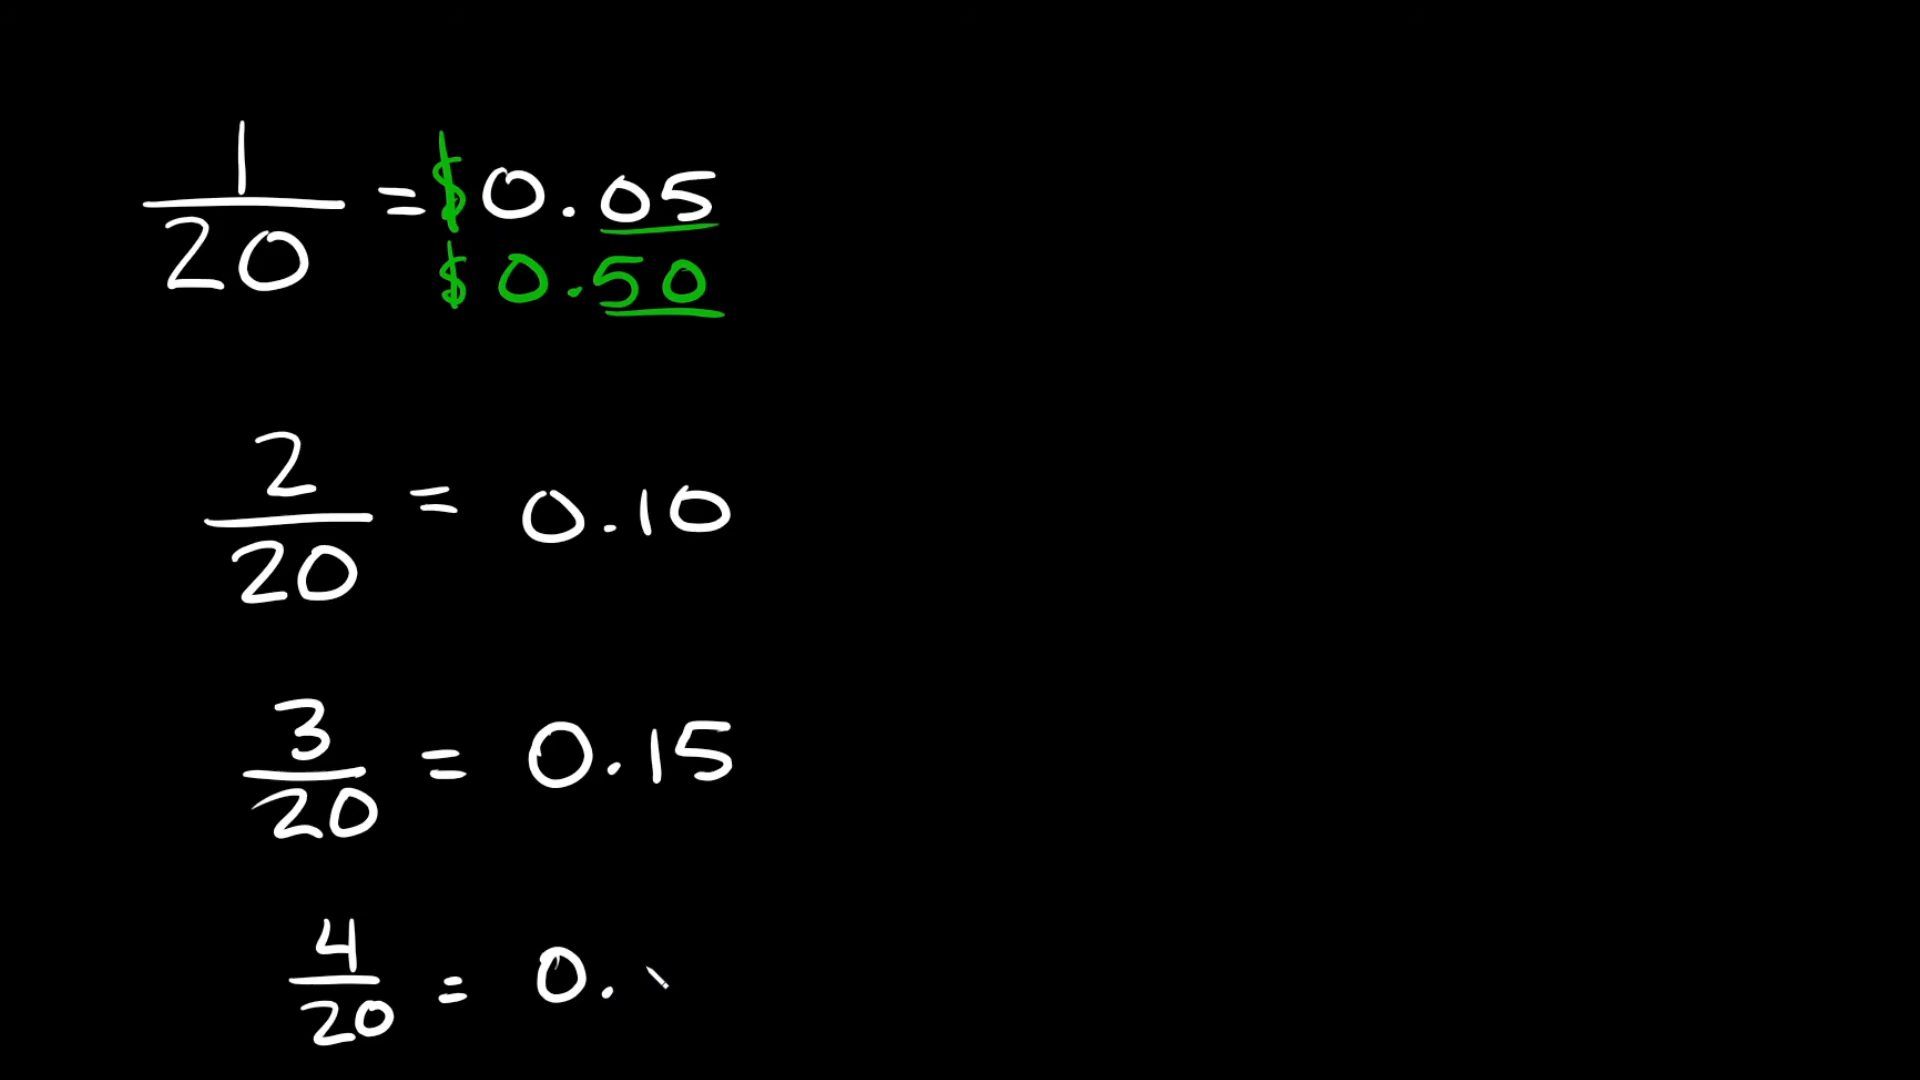 1/20 = $0.05
$0.50
2/20 = 0.10
3/20 = 0.15
4/20 = 0.